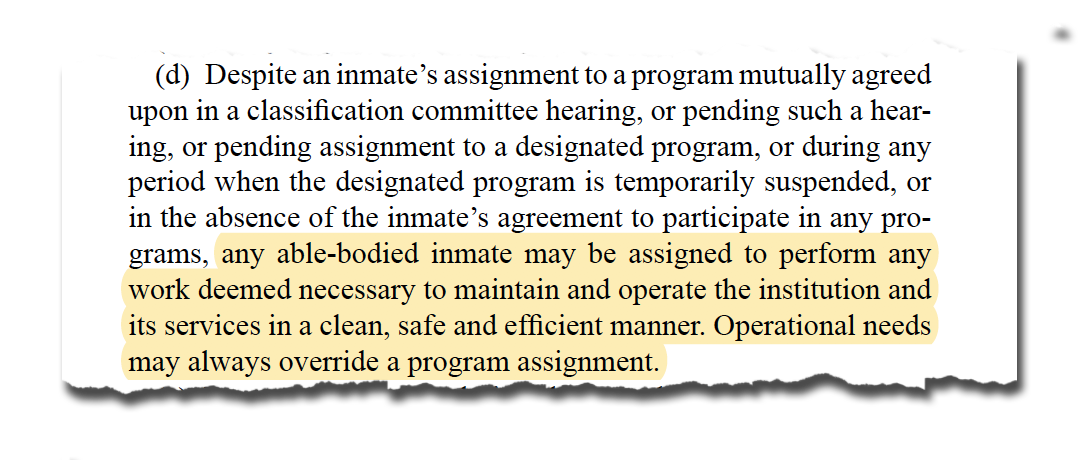 (d) Despite an inmate’s assignment to a program mutually agreed
upon in a classification committee hearing, or pending such a hear-
ing, or pending assignment to a designated program, or during any
period when the designated program is temporarily suspended, or
in the absence of the inmate’s agreement to participate in any pro-
grams, any able-bodied inmate may be assigned to perform any
work deemed necessary to maintain and operate the institution and
its services in a clean, safe and efficient manner. Operational needs
may always override a program assignment.